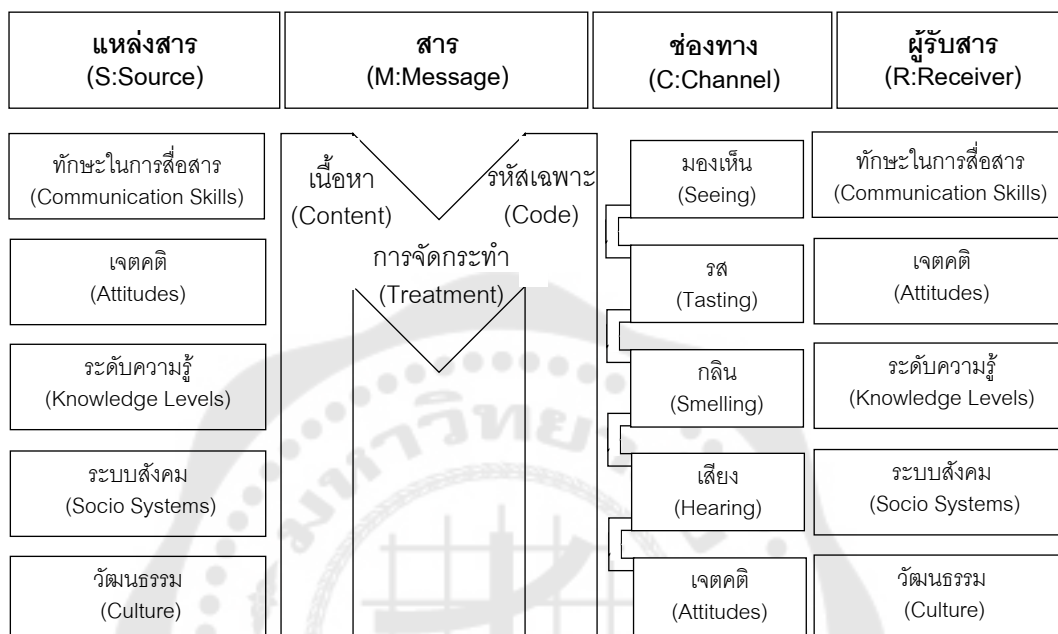 แหล่งสาร
(S:Source)
สาร
(M:Message)
ช่องทาง
(C:Channel)
ผู้รับสาร
(R:Receiver)
ทักษะในการสื่อสาร
(Communication Skills)
เจตคติ
(Attitudes)
ระดับความรู้
(Knowledge Levels)
ระบบสังคม
(Socio Systems)
วัฒนธรรม
(Culture)
เนื้อหา
(Content)
รหัสเฉพาะ
(Code)
การจัดกระทำ
(Treatment)
มองเห็น
(Seeing)
รส
(Tasting)
กลิ่น
(Smelling)
เสียง
(Hearing)
เจตคติ
(Attitudes)
ทักษะในการสื่อสาร
(Communication Skills)
เจตคติ
(Attitudes)
ระดับความรู้
(Knowledge Levels)
ระบบสังคม
(Socio Systems)
วัฒนธรรม
(Culture)